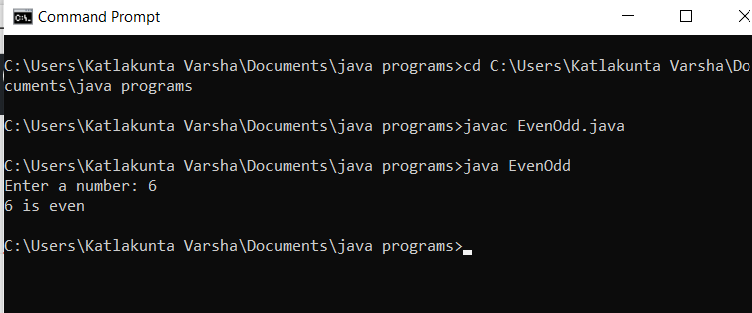 Command Prompt
C:\Users\Katlakunta Varsha\Documents\java programs>cd C:\Users\Katlakunta Varsha\Do
cuments\java programs
C:\Users\Katlakunta Varsha\Documents\java programs>javac EvenOdd.java
C:\Users\Katlakunta Varsha\Documents\java programs>java EvenOdd
Enter a number: 6
6 is even
C:\Users\Katlakunta Varsha\Documents\java programs>